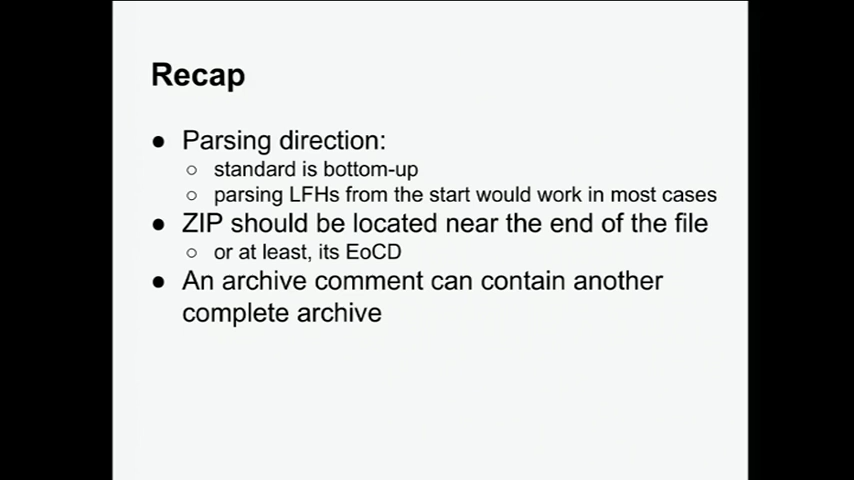 Recap
● Parsing direction:
○ standard is bottom-up
○ parsing LFHs from the start would work in most cases
● ZIP should be located near the end of the file
○ or at least, its EoCD
● An archive comment can contain another
complete archive